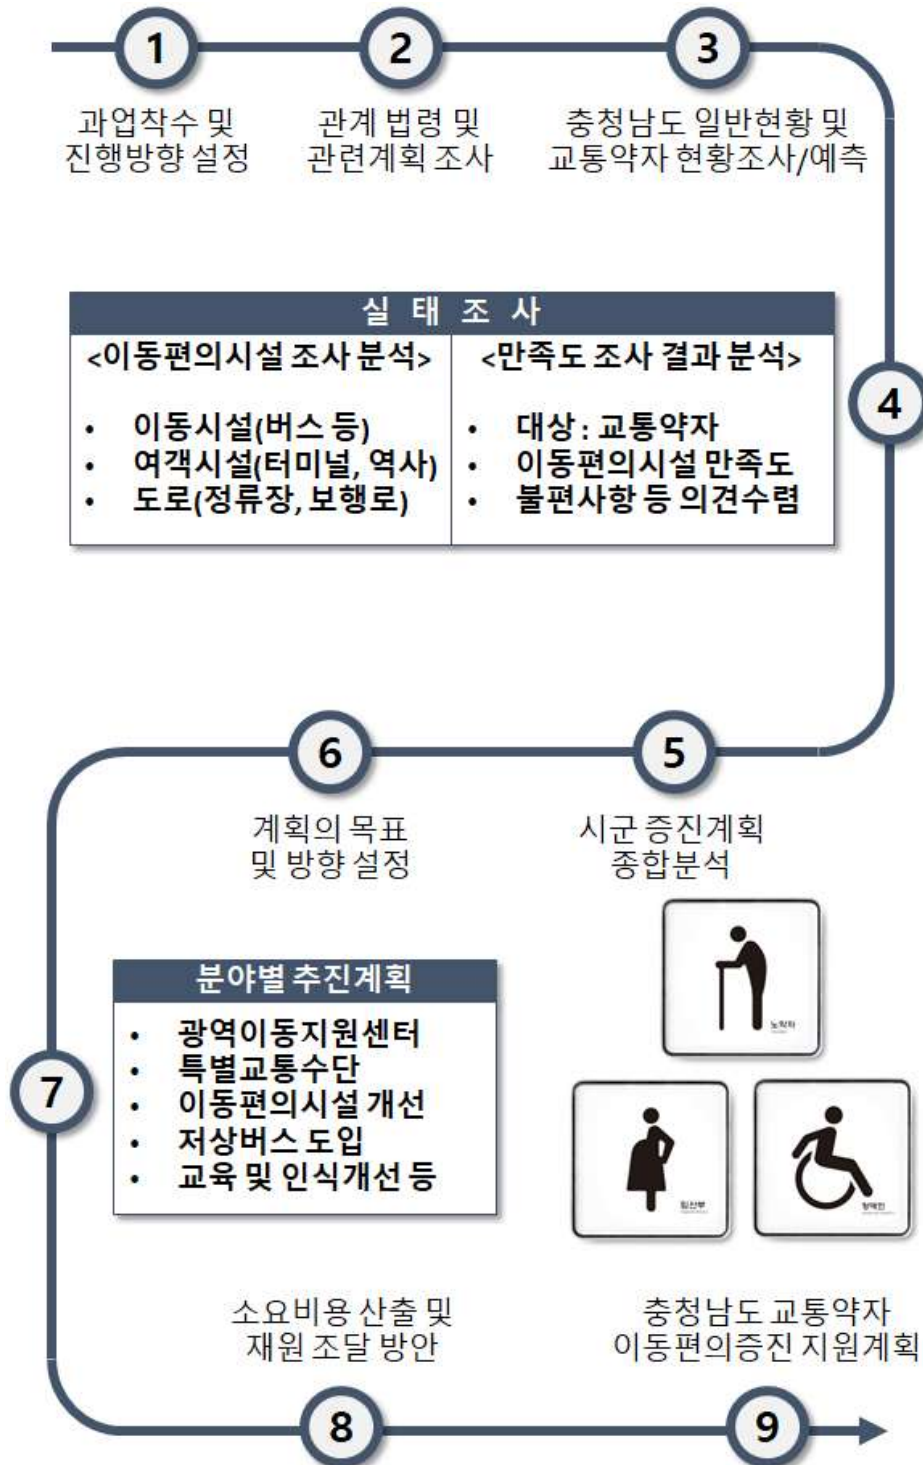 1
2
3
과업착수 및
진행방향 설정
관계 법령 및
관련계획 조사
충청남도 일반현황 및
교통약자 현황조사/예측
실 태 조 사
<이동편의시설 조사 분석>
• 이동시설(버스 등)
• 여객시설(터미널, 역사)
• 도로(정류장, 보행로)
<만족도 조사 결과 분석>
• 대상 : 교통약자
• 이동편의시설 만족도
• 불편사항 등 의견수렴
4
5
시군 증진계획
종합분석
6
계획의 목표
및 방향 설정
노약자
임산부
장애인
7
분야별 추진계획
• 광역이동지원센터
• 특별교통수단
• 이동편의시설 개선
• 저상버스 도입
• 교육 및 인식개선 등
소요비용 산출 및
재원 조달 방안
8
충청남도 교통약자
이동편의증진 지원계획
9